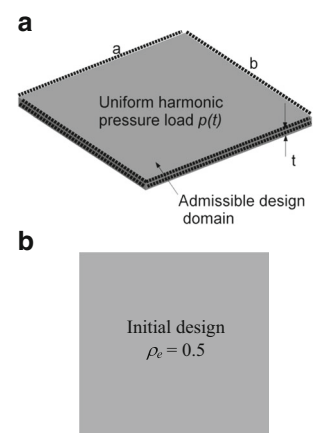 a
a
b
Uniform harmonic
pressure load p(t)
t
Admissible design
domain
b
Initial design
ρe = 0.5